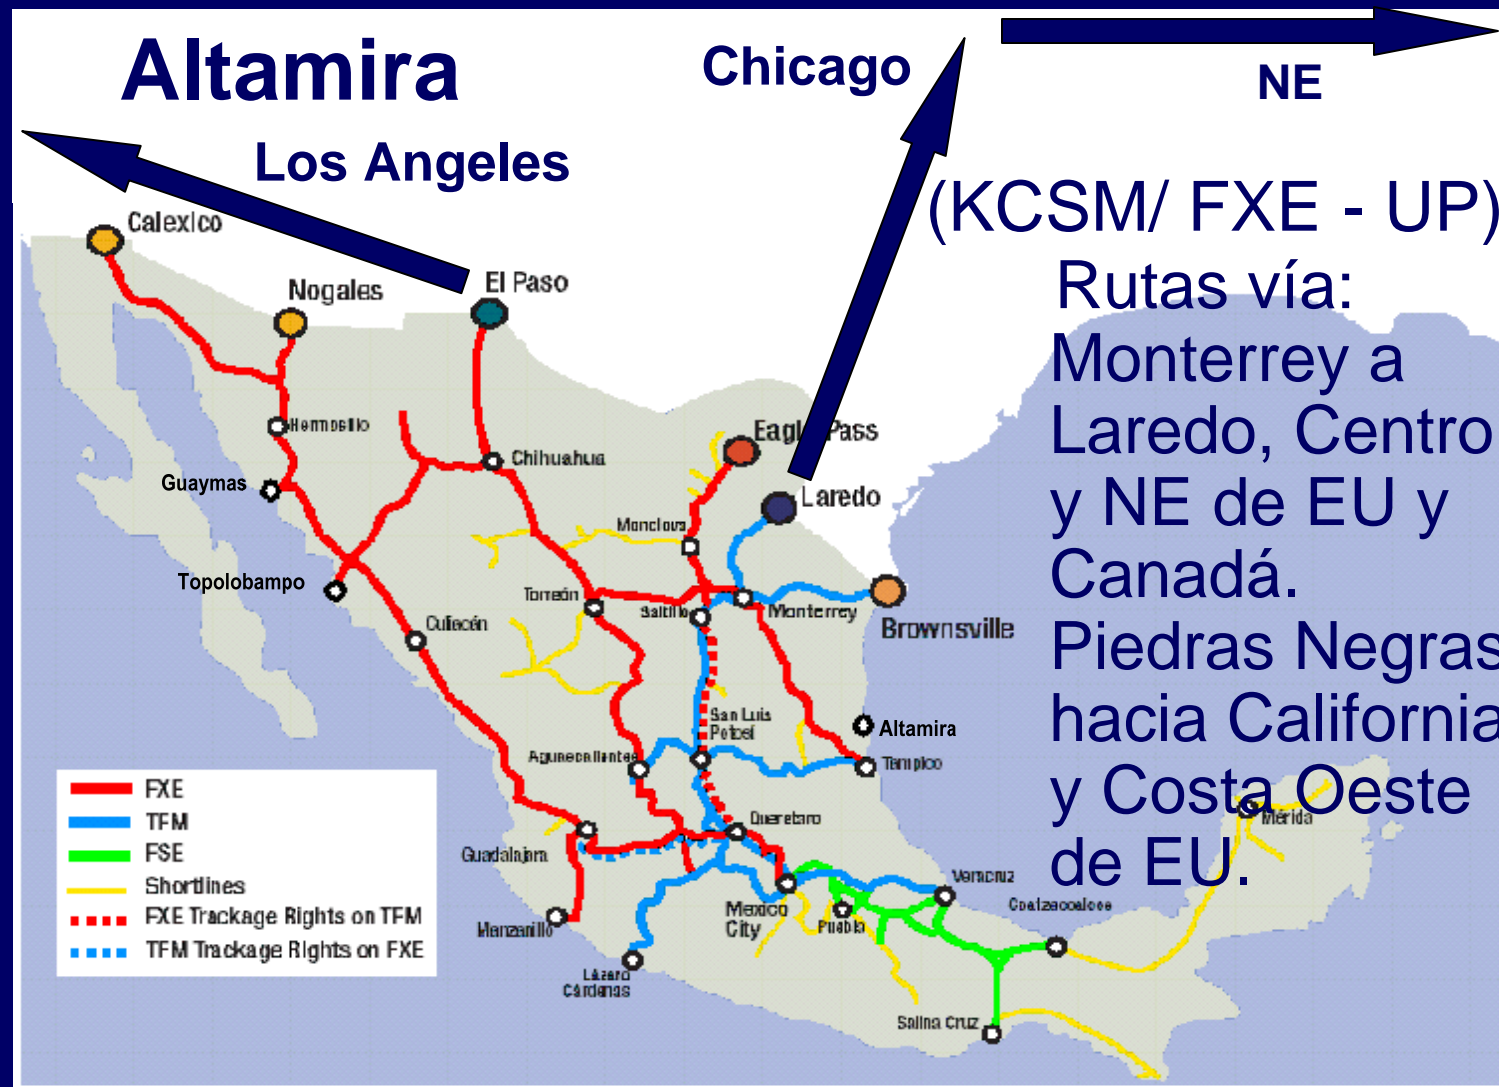 Altamira
Chicago
NE
Los Angeles
(KCSM/ FXE - UP)
Rutas vía:
Monterrey a
Laredo, Centro
y NE de EU y
Canadá.
Piedras Negras
hacia California
y Costa Oeste
de EU.
Calexico
Nogales
El Paso
Hermosillo
Guaymas
Chihuahua
Eagle Pass
Laredo
Monclova
Topolobampo
Torreón
Saltillo
Monterrey
Brownsville
Culiacán
San Luis
Potosí
Altamira
Aguascalientes
Tampico
Queretaro
Mérida
Guadalajara
Veracruz
Coatzacoalcos
Mexico
City
Puebla
Manzanillo
Lázaro
Cárdenas
Salina Cruz
FXE
TFM
FSE
Shortlines
FXE Trackage Rights on TFM
TFM Trackage Rights on FXE